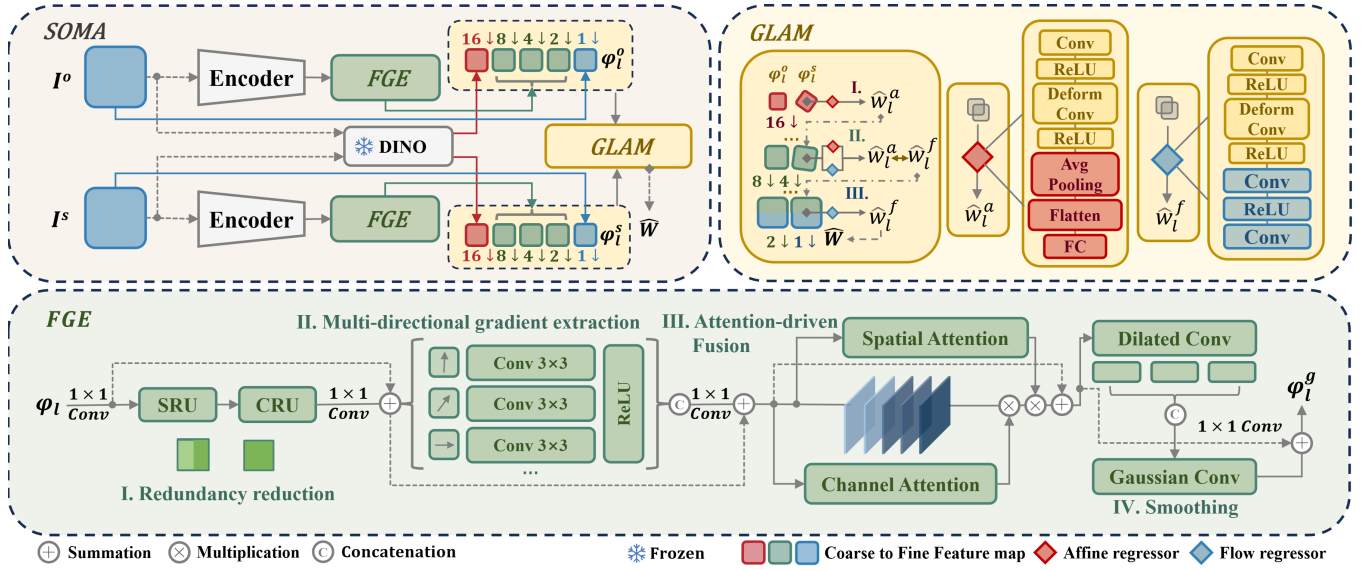 SOMA
I^o
Encoder
FGE
16↓ 8↓ 4↓ 2↓ 1↓
φ_l^o
DINO
GLAM
I^s
Encoder
FGE
φ_l^s
16↓ 8↓ 4↓ 2↓ 1↓
Ŵ
GLAM
φ_l^o φ_l^s
I.
Ŵ_l^a
16↓
...
II.
Ŵ_l^a Ŵ_l^f
8↓ 4↓
...
III.
Ŵ_l^f
2↓ 1↓ Ŵ
Ŵ_l^a
Conv
ReLU
Deform
Conv
ReLU
Avg
Pooling
Flatten
FC
Ŵ_l^f
Conv
ReLU
Deform
Conv
ReLU
Conv
ReLU
Conv
FGE
φ_l
1 × 1
Conv
SRU
CRU
1 × 1
Conv
I. Redundancy reduction
II. Multi-directional gradient extraction
Conv 3×3
Conv 3×3
Conv 3×3
...
ReLU
C
1 × 1
Conv
III. Attention-driven
Fusion
Spatial Attention
Channel Attention
Dilated Conv
C
1 × 1 Conv
Gaussian Conv
φ_l^g
IV. Smoothing
Summation
Multiplication
C Concatenation
Frozen
Coarse to Fine Feature map
Affine regressor
Flow regressor